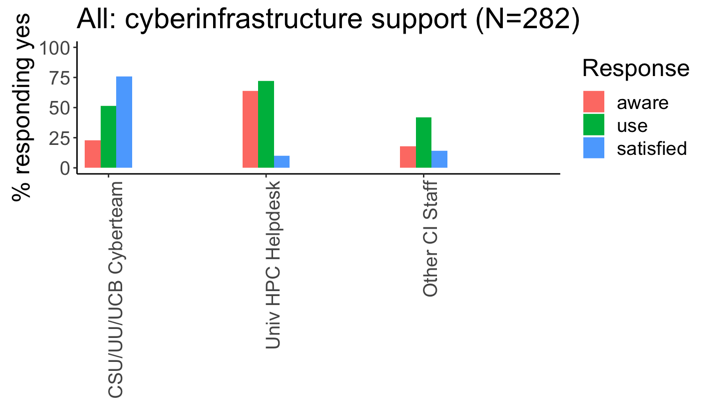 All: cyberinfrastructure support (N=282)
% responding yes
100
75
50
25
0
CSU/UU/UCB Cyberteam
Univ HPC Helpdesk
Other CI Staff
Response
aware
use
satisfied